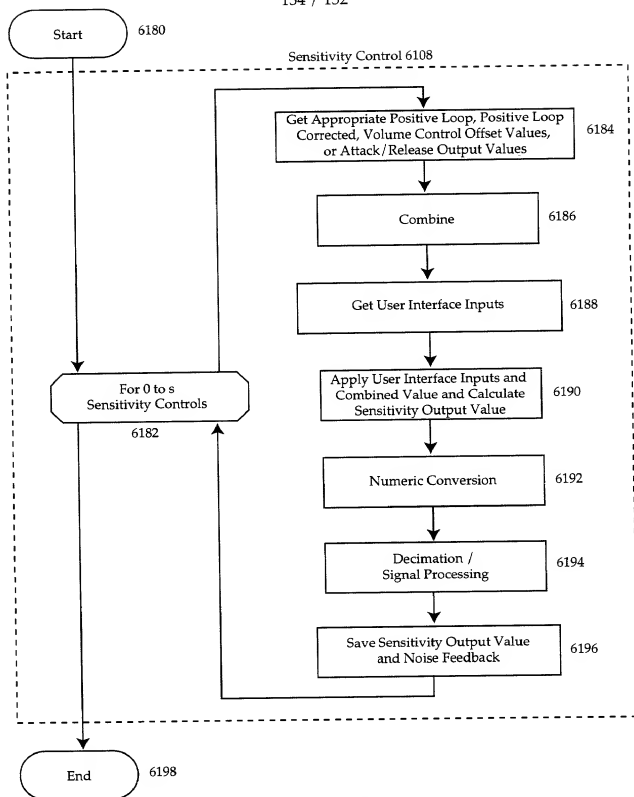 Start
6180
Sensitivity Control 6108
Get Appropriate Positive Loop, Positive Loop
Corrected, Volume Control Offset Values,
or Attack/Release Output Values
6184
Combine
6186
Get User Interface Inputs
6188
For 0 to s
Sensitivity Controls
6182
Apply User Interface Inputs and
Combined Value and Calculate
Sensitivity Output Value
6190
Numeric Conversion
6192
Decimation /
Signal Processing
6194
Save Sensitivity Output Value
and Noise Feedback
6196
End
6198